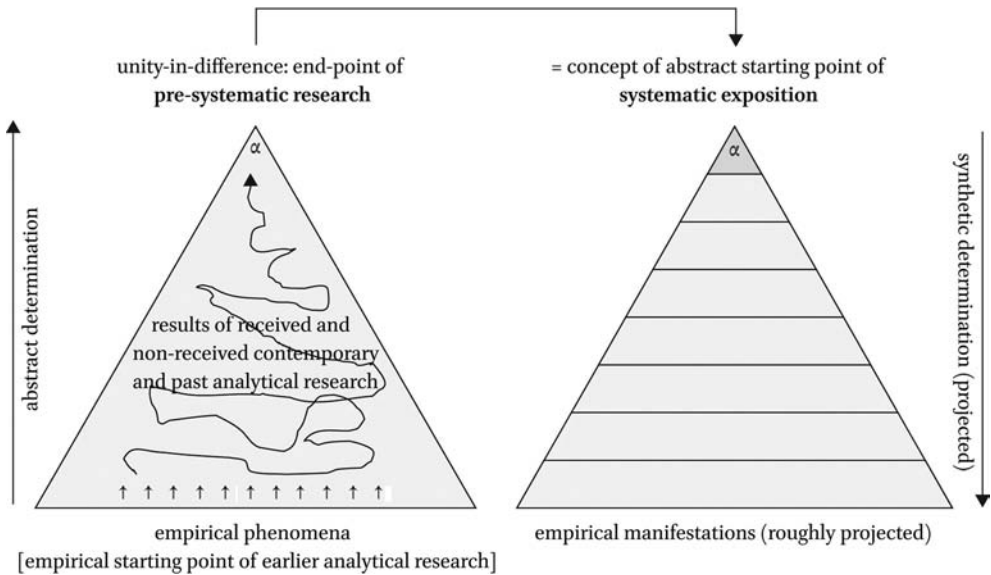 unity-in-difference: end-point of
pre-systematic research
= concept of abstract starting point of
systematic exposition
α
α
abstract determination
results of received and
non-received contemporary
and past analytical research
synthetic determination (projected)
empirical phenomena
[empirical starting point of earlier analytical research]
empirical manifestations (roughly projected)